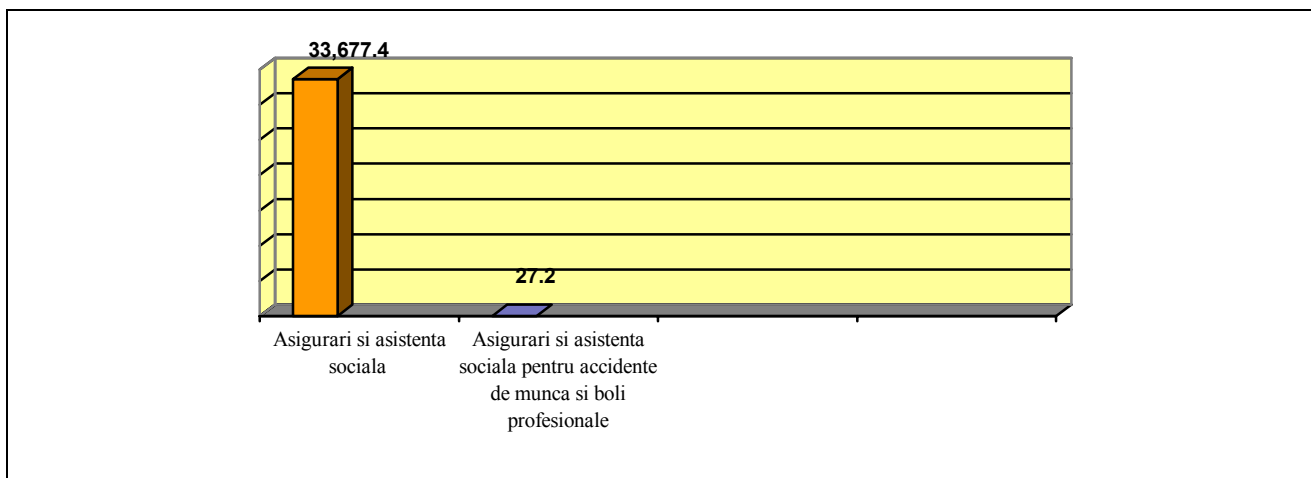 33,677.4
27.2
Asigurari si asistenta
sociala
Asigurari si asistenta
sociala pentru accidente
de munca si boli
profesionale